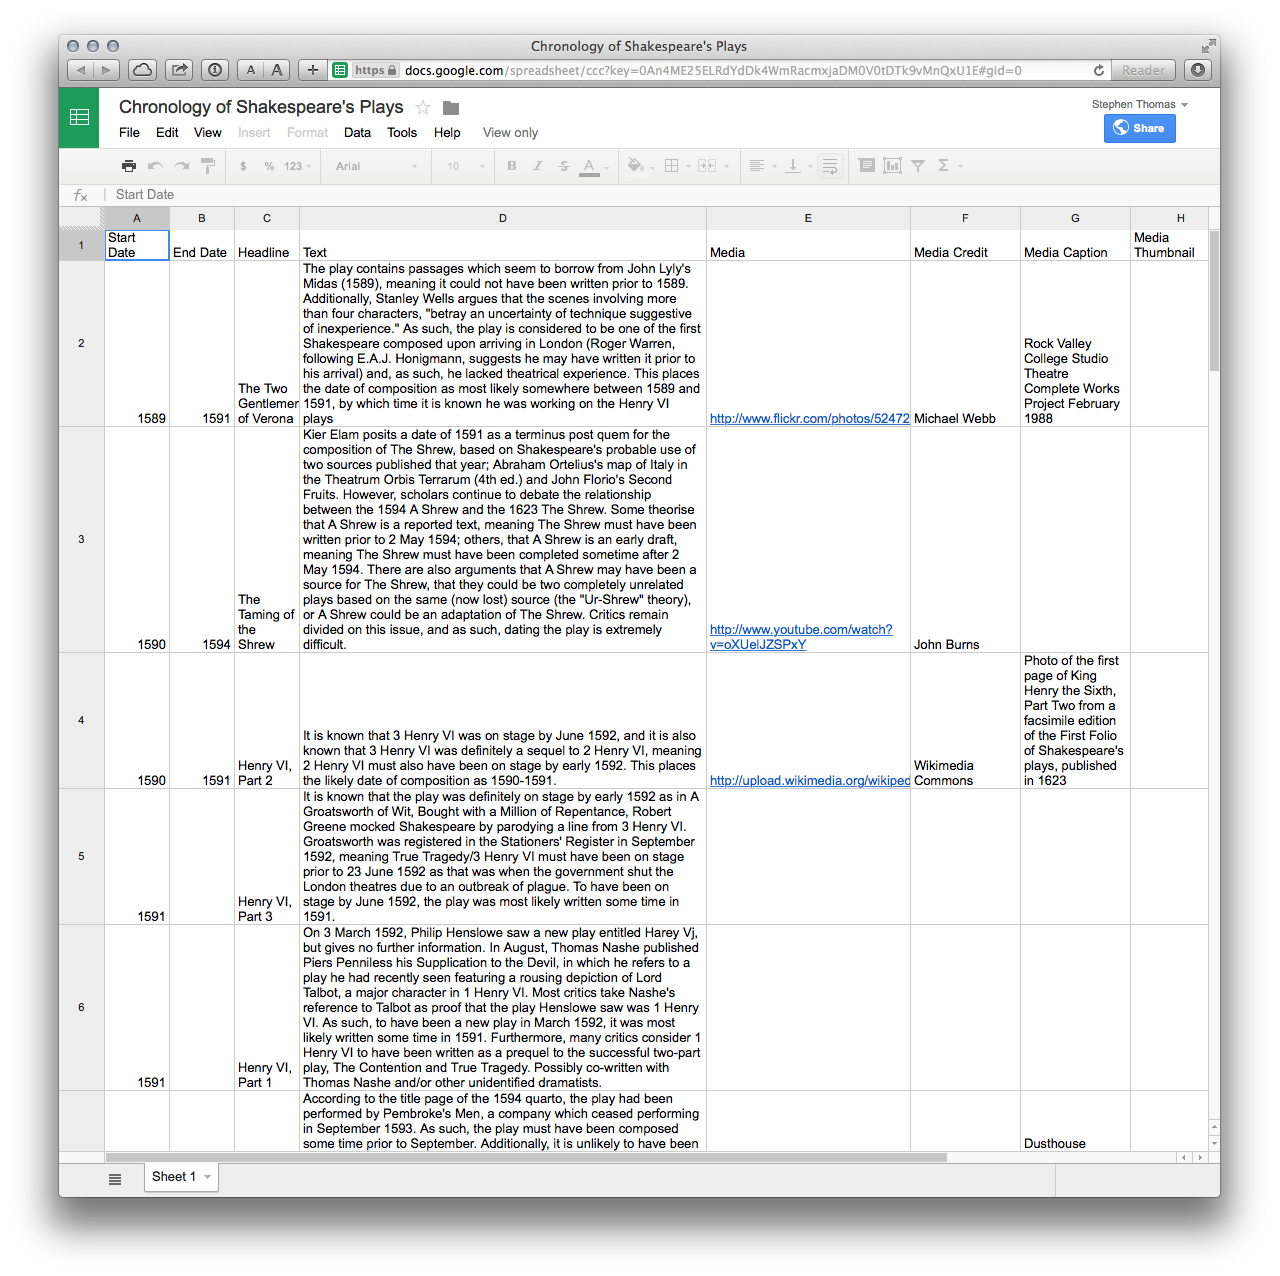 Chronology of Shakespeare's Plays
A A + https docs.google.com/spreadsheet/ccc?key=0An4ME25ELRdYdDk4WmRacmxjaDM0V0tDTk9vMnQxU1E#gid=0 Reader
Chronology of Shakespeare's Plays
Stephen Thomas
File Edit View Insert Format Data Tools Help View only
Share
$ % 123 Arial 10 B I S A Σ
fx Start Date
A B C D E F G H
1
Start
Date
End Date
Headline
Text
Media
Media Credit
Media Caption
Media
Thumbnail
2
1589
1591
The Two
Gentlemen
of Verona
The play contains passages which seem to borrow from John Lyly's
Midas (1589), meaning it could not have been written prior to 1589.
Additionally, Stanley Wells argues that the scenes involving more
than four characters, "betray an uncertainty of technique suggestive
of inexperience." As such, the play is considered to be one of the first
Shakespeare composed upon arriving in London (Roger Warren,
following E.A.J. Honigmann, suggests he may have written it prior to
his arrival) and, as such, he lacked theatrical experience. This places
the date of composition as most likely somewhere between 1589 and
1591, by which time it is known he was working on the Henry VI
plays
http://www.flickr.com/photos/52472
Michael Webb
Rock Valley
College Studio
Theatre
Complete Works
Project February
1988
3
1590
1594
The
Taming of
the
Shrew
Kier Elam posits a date of 1591 as a terminus post quem for the
composition of The Shrew, based on Shakespeare's probable use of
two sources published that year; Abraham Ortelius's map of Italy in
the Theatrum Orbis Terrarum (4th ed.) and John Florio's Second
Fruits. However, scholars continue to debate the relationship
between the 1594 A Shrew and the 1623 The Shrew. Some theorise
that A Shrew is a reported text, meaning The Shrew must have been
written prior to 2 May 1594; others, that A Shrew is an early draft,
meaning The Shrew must have been completed sometime after 2
May 1594. There are also arguments that A Shrew may have been a
source for The Shrew, that they could be two completely unrelated
plays based on the same (now lost) source (the "Ur-Shrew" theory),
or A Shrew could be an adaptation of The Shrew. Critics remain
divided on this issue, and as such, dating the play is extremely
difficult.
http://www.youtube.com/watch?
v=oXUelJZSPxY
John Burns
4
1590
1591
Henry VI,
Part 2
It is known that 3 Henry VI was on stage by June 1592, and it is also
known that 3 Henry VI was definitely a sequel to 2 Henry VI, meaning
2 Henry VI must also have been on stage by early 1592. This places
the likely date of composition as 1590-1591.
http://upload.wikimedia.org/wikiped
Wikimedia
Commons
Photo of the first
page of King
Henry the Sixth,
Part Two from a
facsimile edition
of the First Folio
of Shakespeare's
plays, published
in 1623
5
1591
Henry VI,
Part 3
It is known that the play was definitely on stage by early 1592 as in A
Groatsworth of Wit, Bought with a Million of Repentance, Robert
Greene mocked Shakespeare by parodying a line from 3 Henry VI.
Groatsworth was registered in the Stationers' Register in September
1592, meaning True Tragedy/3 Henry VI must have been on stage
prior to 23 June 1592 as that was when the government shut the
London theatres due to an outbreak of plague. To have been on
stage by June 1592, the play was most likely written some time in
1591.
6
1591
Henry VI,
Part 1
On 3 March 1592, Philip Henslowe saw a new play entitled Harey Vj,
but gives no further information. In August, Thomas Nashe published
Piers Penniless his Supplication to the Devil, in which he refers to a
play he had recently seen featuring a rousing depiction of Lord
Talbot, a major character in 1 Henry VI. Most critics take Nashe's
reference to Talbot as proof that the play Henslowe saw was 1 Henry
VI. As such, to have been a new play in March 1592, it was most
likely written some time in 1591. Furthermore, many critics consider 1
Henry VI to have been written as a prequel to the successful two-part
play, The Contention and True Tragedy. Possibly co-written with
Thomas Nashe and/or other unidentified dramatists.
According to the title page of the 1594 quarto, the play had been
performed by Pembroke's Men, a company which ceased performing
in September 1593. As such, the play must have been composed
some time prior to September. Additionally, it is unlikely to have been
Dusthouse
Sheet 1